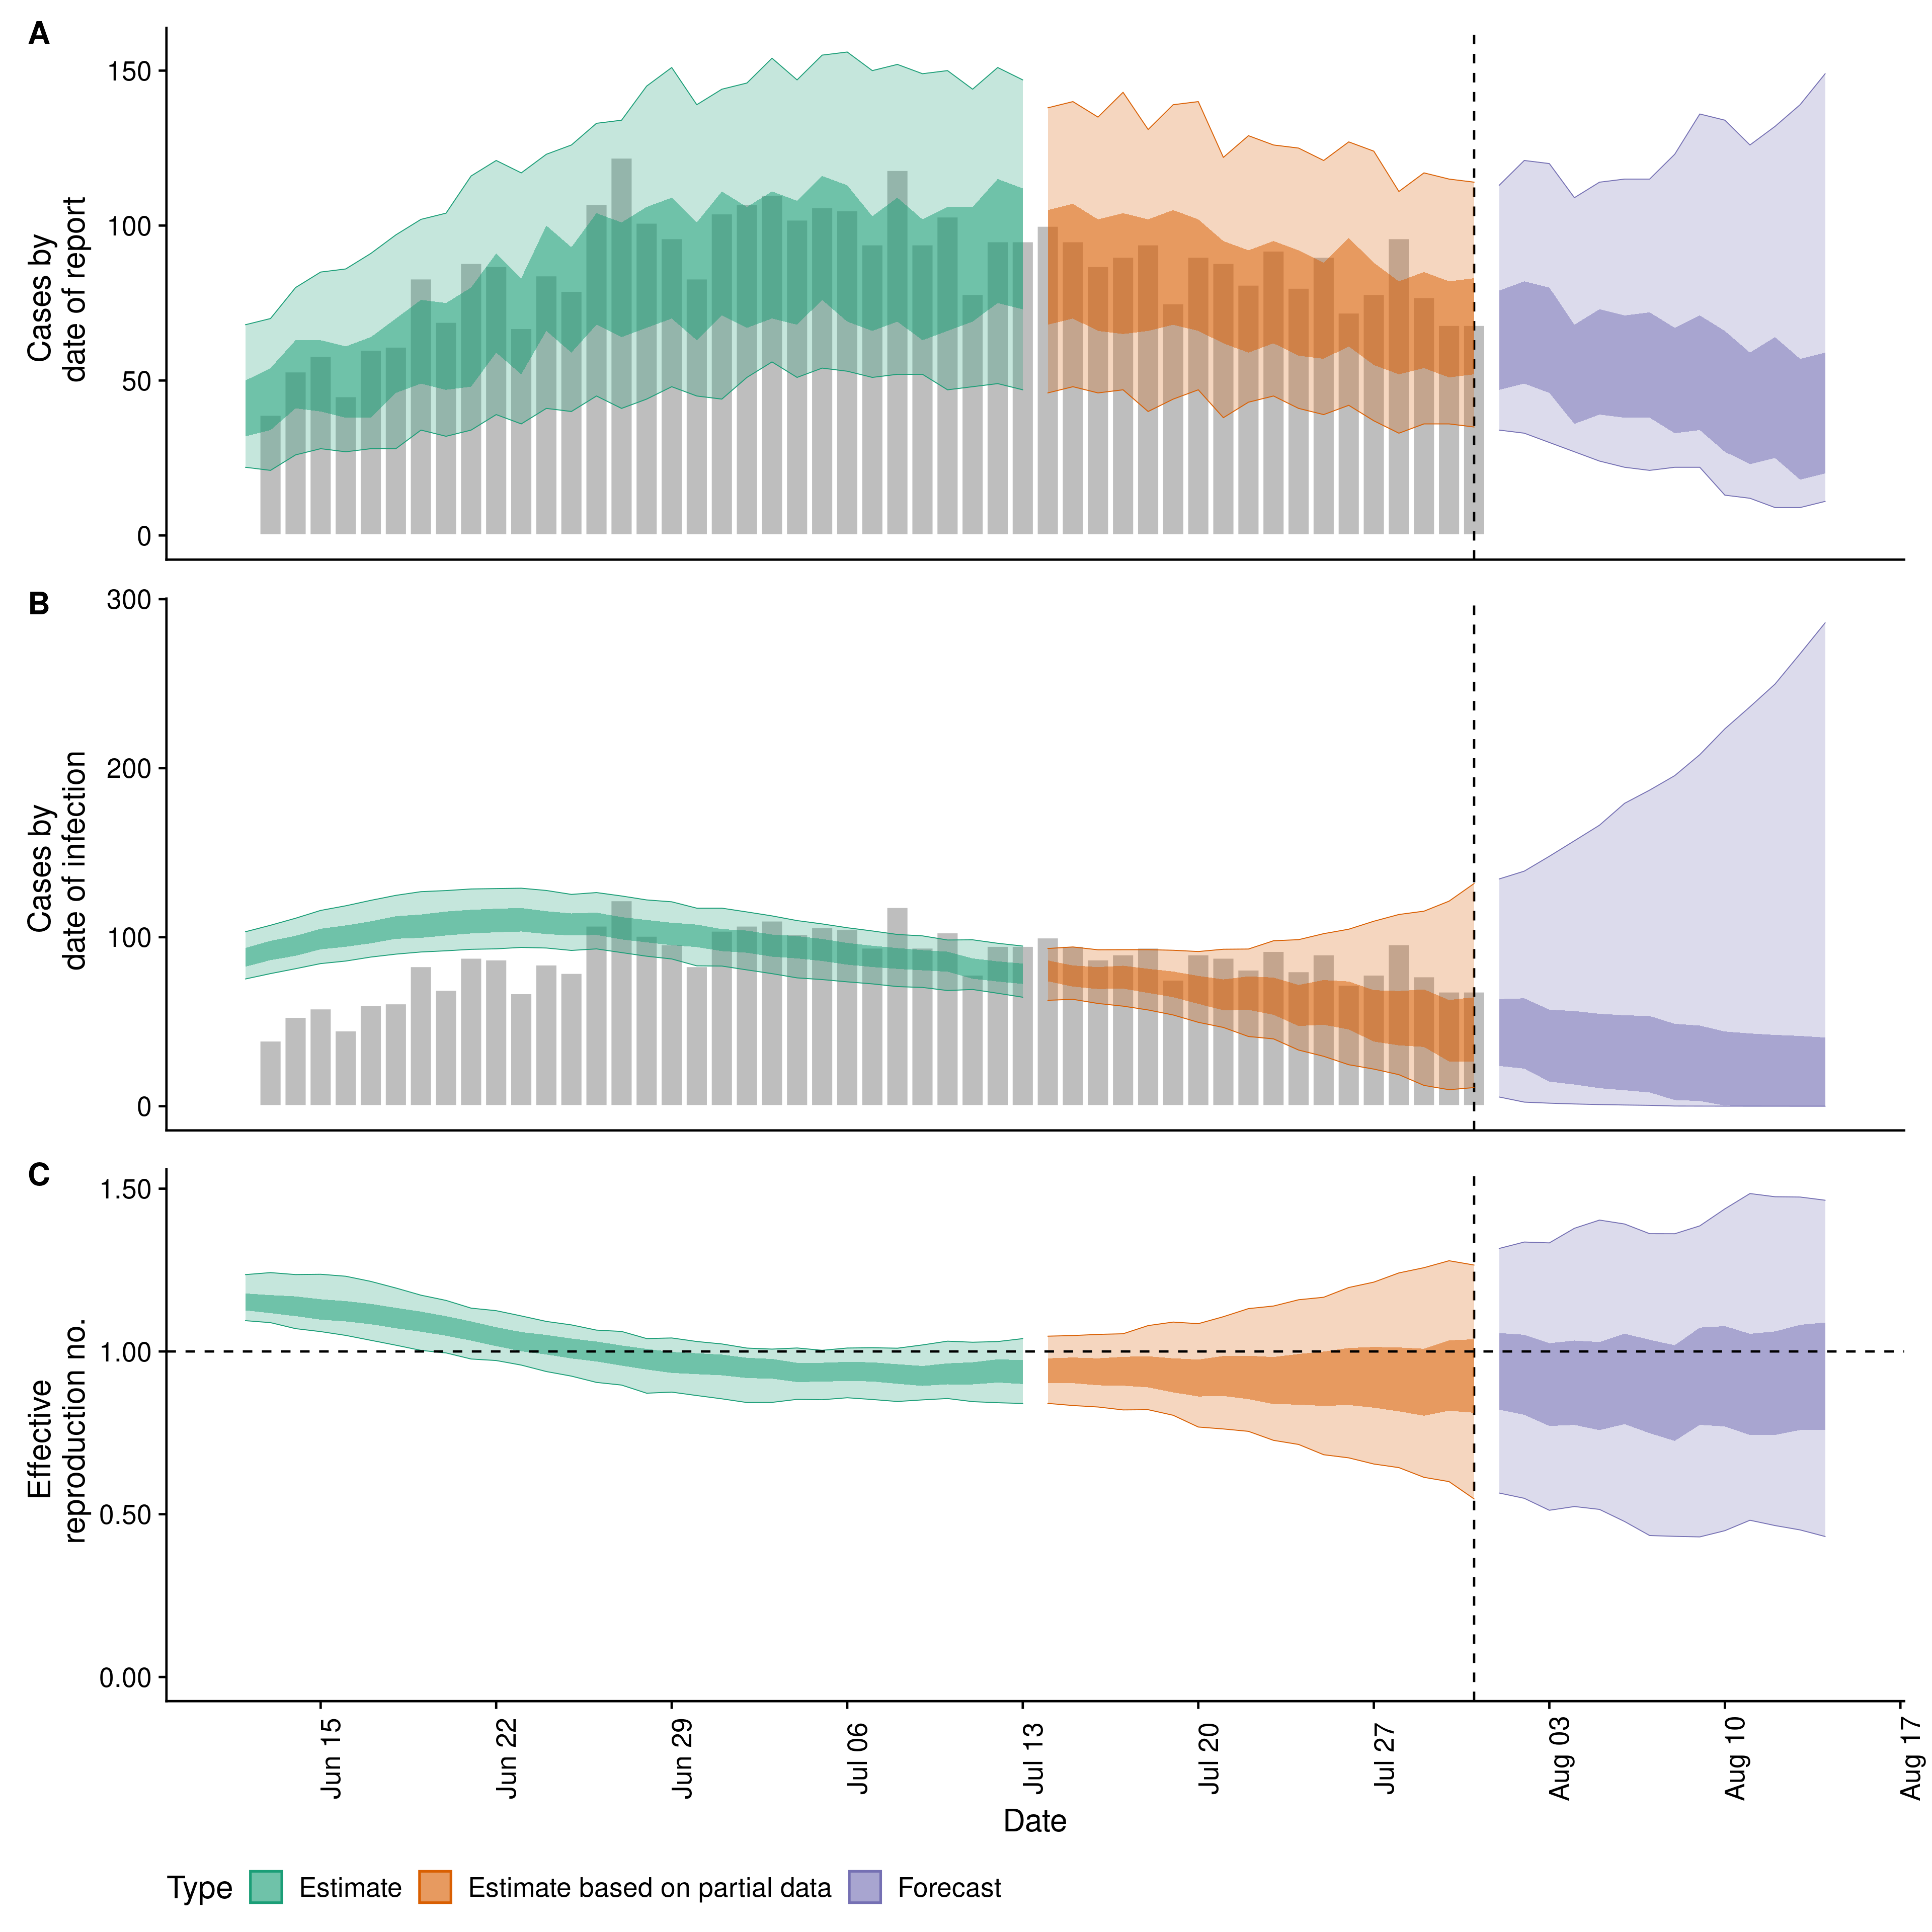 A
Cases by
date of report
150
100
50
0
B
Cases by
date of infection
300
200
100
0
C
Effective
reproduction no.
1.50
1.00
0.50
0.00
Jun 15
Jun 22
Jun 29
Jul 06
Jul 13
Jul 20
Jul 27
Aug 03
Aug 10
Aug 17
Date
Type
Estimate
Estimate based on partial data
Forecast